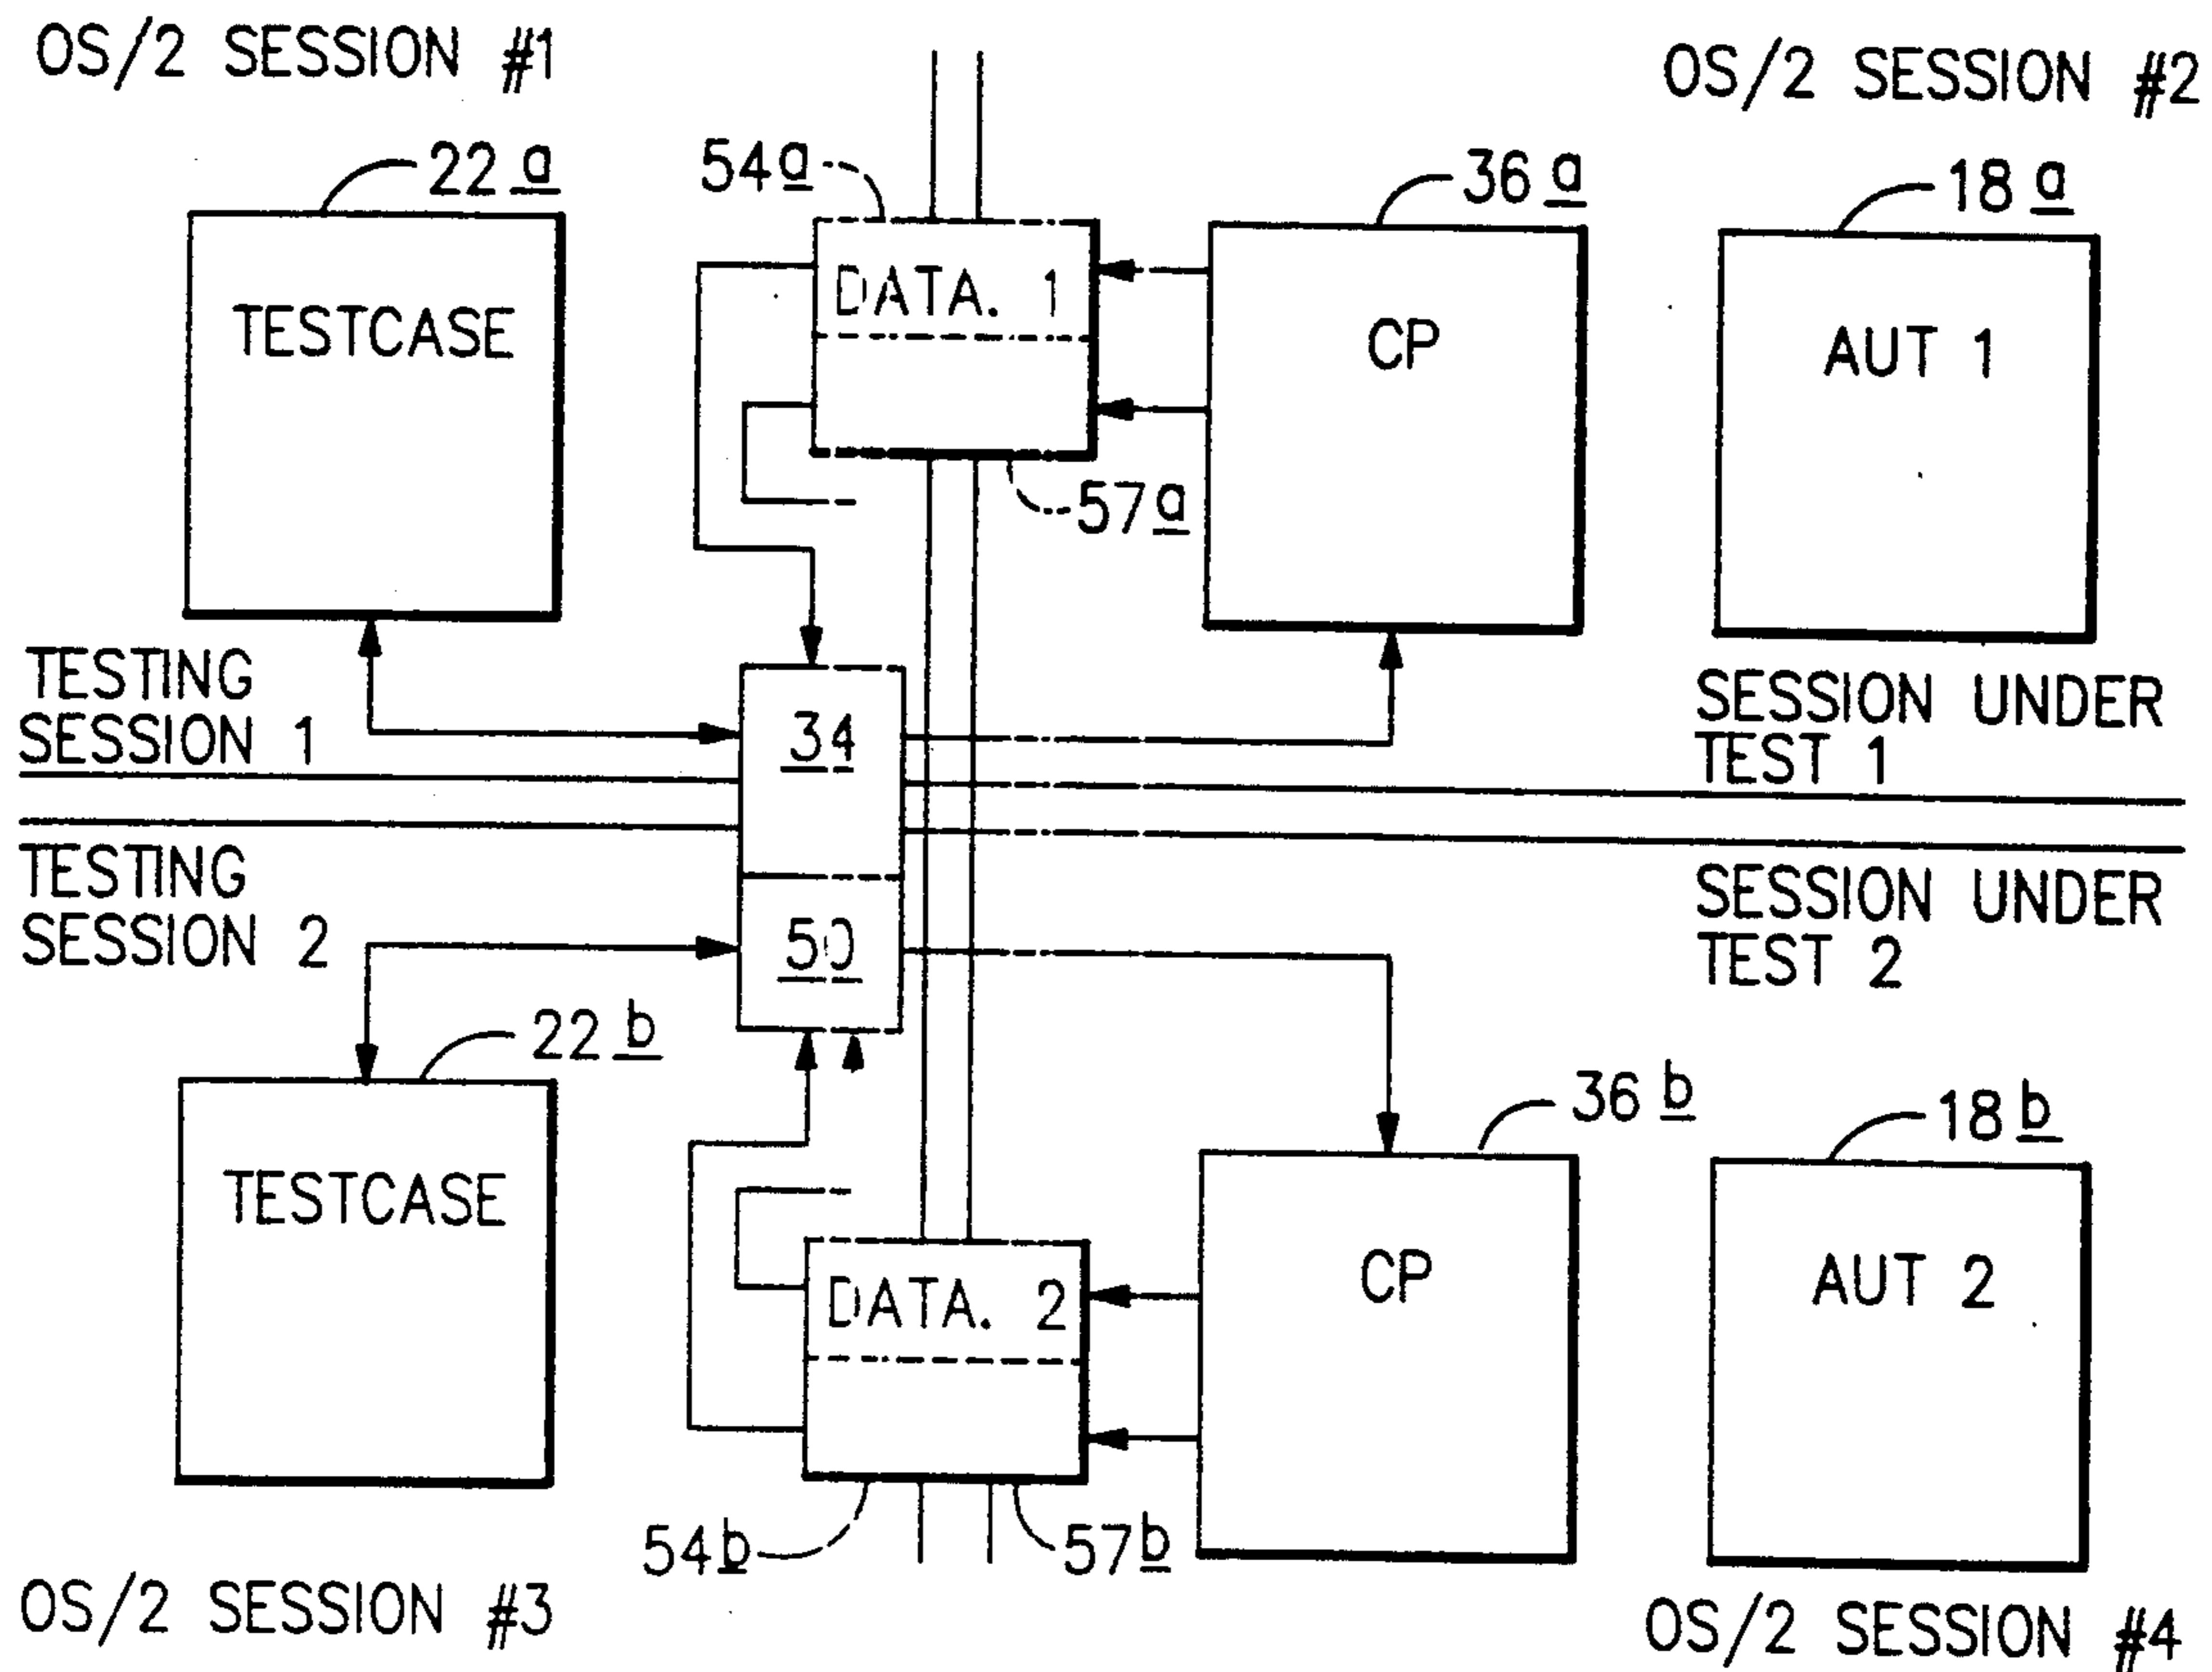 OS/2 SESSION #1
OS/2 SESSION #2
22 a
54a
36 a
18 a
TESTCASE
DATA. 1
CP
AUT 1
57a
TESTING
SESSION 1
34
SESSION UNDER
TEST 1
TESTING
SESSION 2
50
SESSION UNDER
TEST 2
22 b
36 b
18 b
TESTCASE
DATA. 2
CP
AUT 2
54b
57b
OS/2 SESSION #3
OS/2 SESSION #4